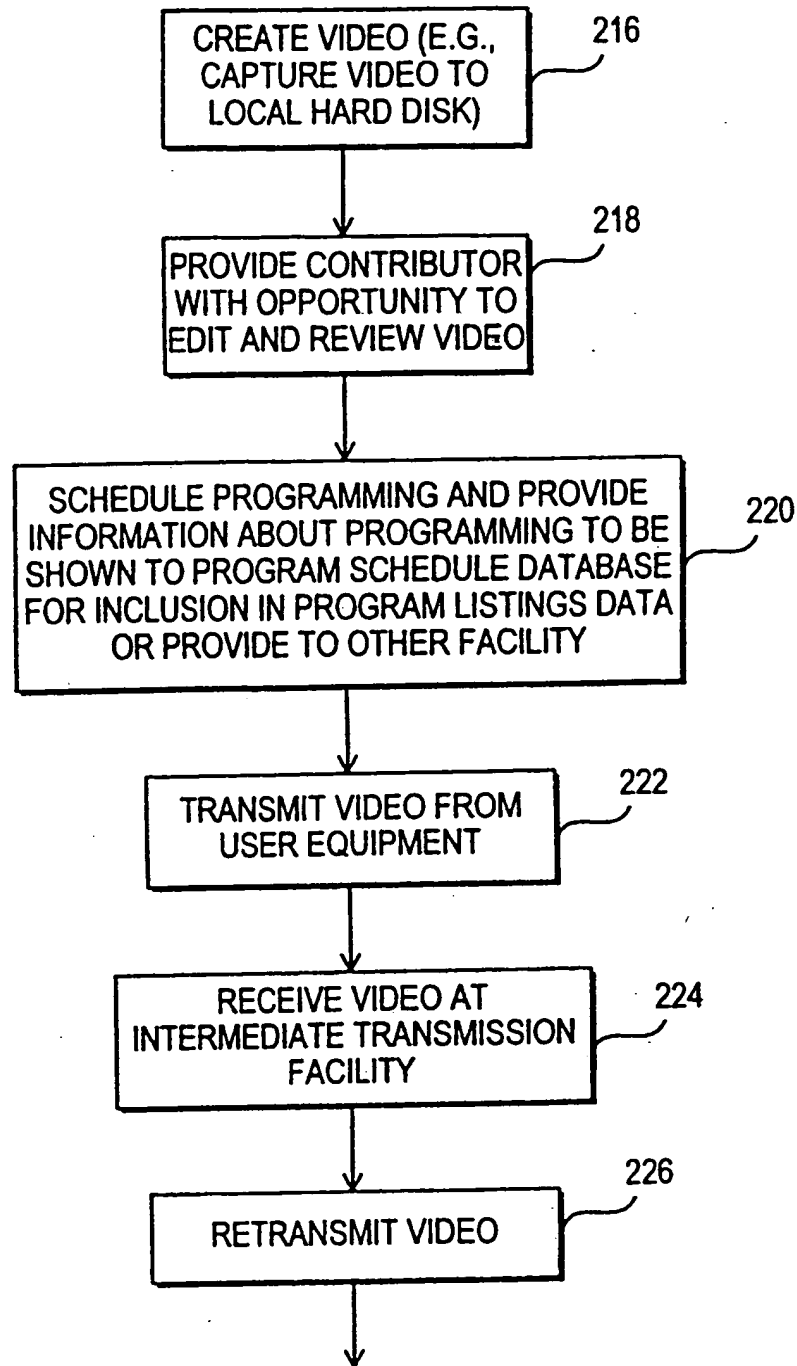 CREATE VIDEO (E.G.,
CAPTURE VIDEO TO
LOCAL HARD DISK)
216
PROVIDE CONTRIBUTOR
WITH OPPORTUNITY TO
EDIT AND REVIEW VIDEO
218
SCHEDULE PROGRAMMING AND PROVIDE
INFORMATION ABOUT PROGRAMMING TO BE
SHOWN TO PROGRAM SCHEDULE DATABASE
FOR INCLUSION IN PROGRAM LISTINGS DATA
OR PROVIDE TO OTHER FACILITY
220
TRANSMIT VIDEO FROM
USER EQUIPMENT
222
RECEIVE VIDEO AT
INTERMEDIATE TRANSMISSION
FACILITY
224
RETRANSMIT VIDEO
226